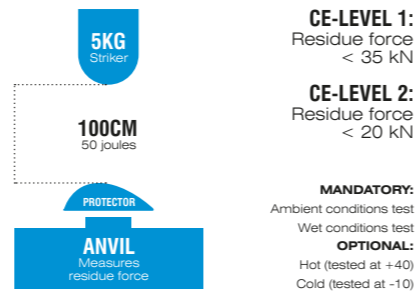 5KG
Striker
100CM
50 joules
PROTECTOR
ANVIL
Measures
residue force
CE-LEVEL 1:
Residue force
< 35 kN
CE-LEVEL 2:
Residue force
< 20 kN
MANDATORY:
Ambient conditions test
Wet conditions test
OPTIONAL:
Hot (tested at +40)
Cold (tested at -10)